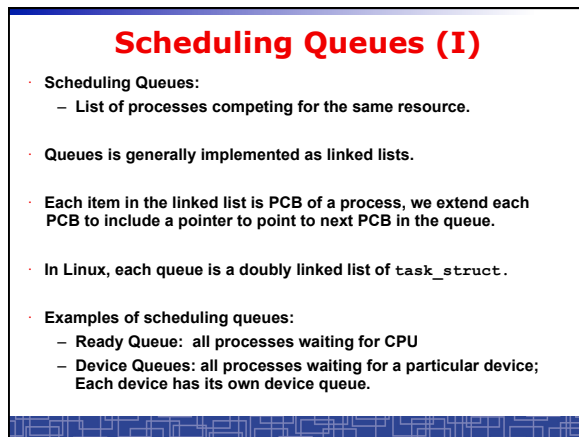 Scheduling Queues (I)
· Scheduling Queues:
– List of processes competing for the same resource.
· Queues is generally implemented as linked lists.
· Each item in the linked list is PCB of a process, we extend each
PCB to include a pointer to point to next PCB in the queue.
· In Linux, each queue is a doubly linked list of task_struct.
· Examples of scheduling queues:
– Ready Queue: all processes waiting for CPU
– Device Queues: all processes waiting for a particular device;
Each device has its own device queue.